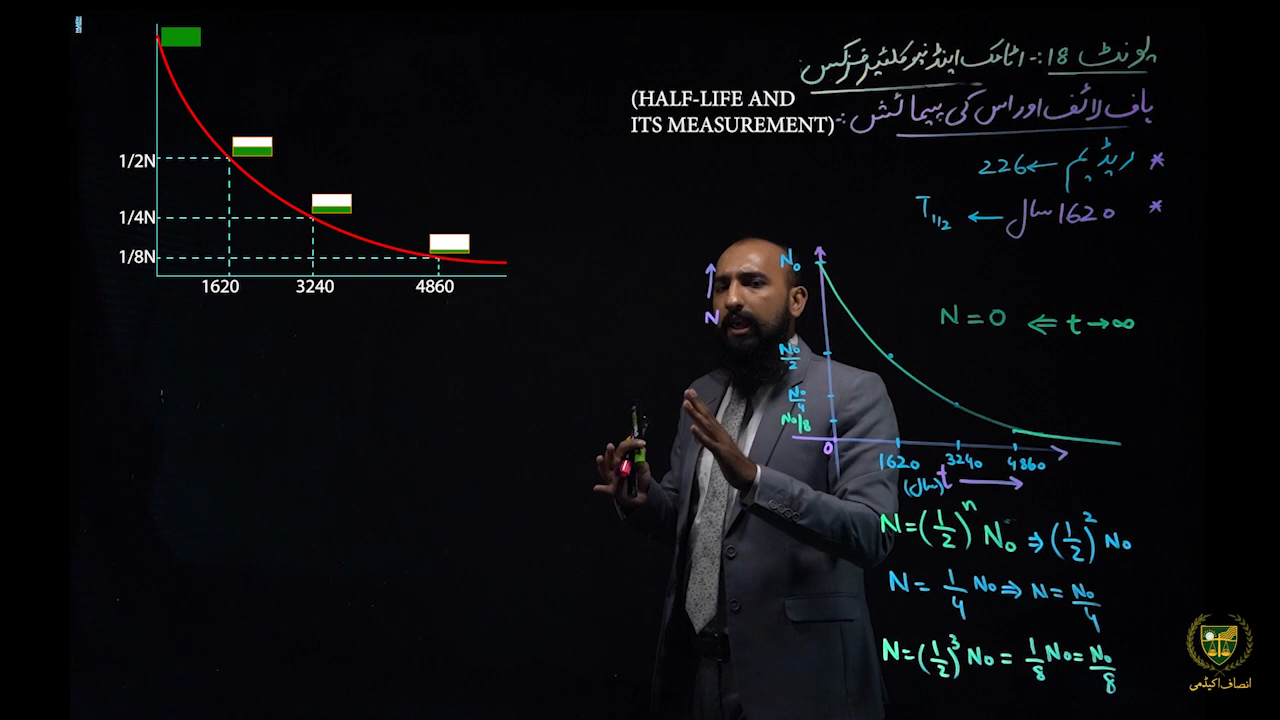 یونٹ 18 :- اٹامک اینڈ نیوکلیئر فزکس
(HALF-LIFE AND
ITS MEASUREMENT)
ہاف لائف اور اس کی پیمائش :-
* ریڈیم → 226
* 1620 سال → T1/2
1/2N
1/4N
1/8N
1620 3240 4860
N
N₀
N₀/2
N₀/4
N₀/8
0
1620 3240 4860
(سال) t →
N = 0 ⇐ t → ∞
N = (1/2)ⁿ N₀ ⇒ (1/2)² N₀
N = 1/4 N₀ ⇒ N = N₀/4
N = (1/2)³ N₀ = 1/8 N₀ = N₀/8
انصاف اکیڈمی